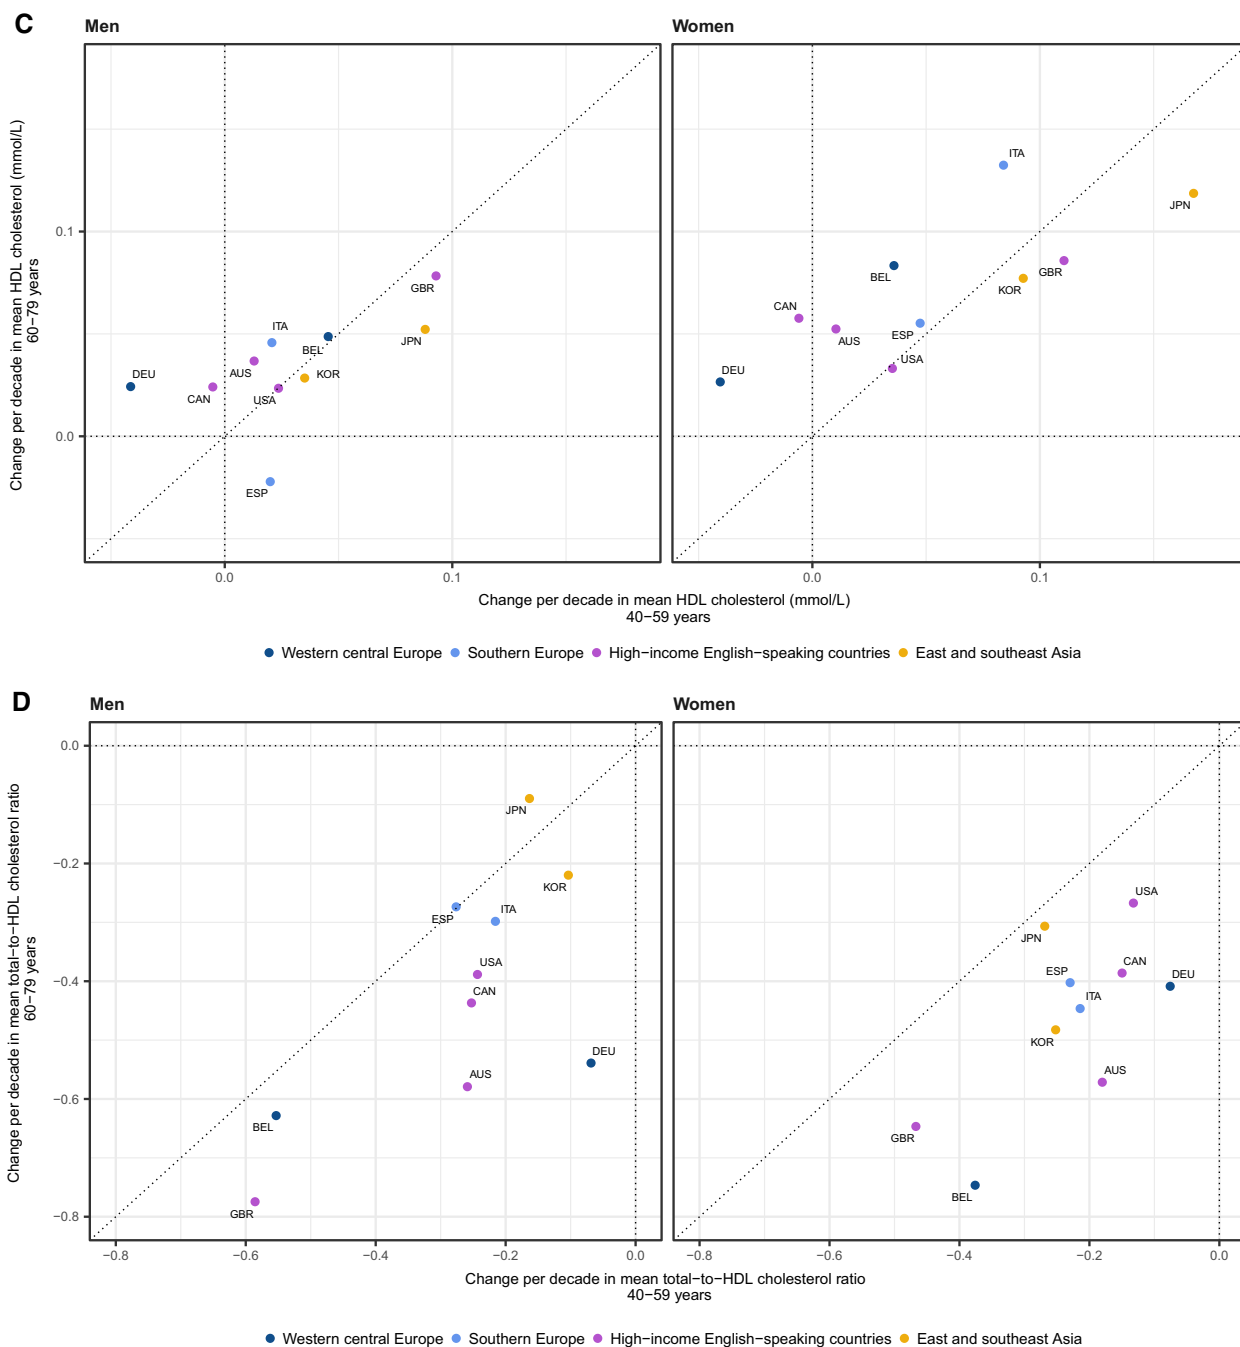 C
Men
Women
Change per decade in mean HDL cholesterol (mmol/L)
60−79 years
0.1
0.0
ITA
JPN
GBR
BEL
KOR
CAN
AUS
ESP
USA
DEU
GBR
ITA
JPN
BEL
DEU
AUS
KOR
CAN
USA
ESP
0.0
0.1
0.0
0.1
Change per decade in mean HDL cholesterol (mmol/L)
40−59 years
Western central Europe Southern Europe High−income English−speaking countries East and southeast Asia
D
Men
Women
Change per decade in mean total−to−HDL cholesterol ratio
60−79 years
0.0
−0.2
−0.4
−0.6
−0.8
JPN
KOR
ESP
ITA
USA
CAN
DEU
AUS
BEL
GBR
USA
JPN
CAN
ESP
DEU
ITA
KOR
AUS
GBR
BEL
−0.8
−0.6
−0.4
−0.2
0.0
−0.8
−0.6
−0.4
−0.2
0.0
Change per decade in mean total−to−HDL cholesterol ratio
40−59 years
Western central Europe Southern Europe High−income English−speaking countries East and southeast Asia